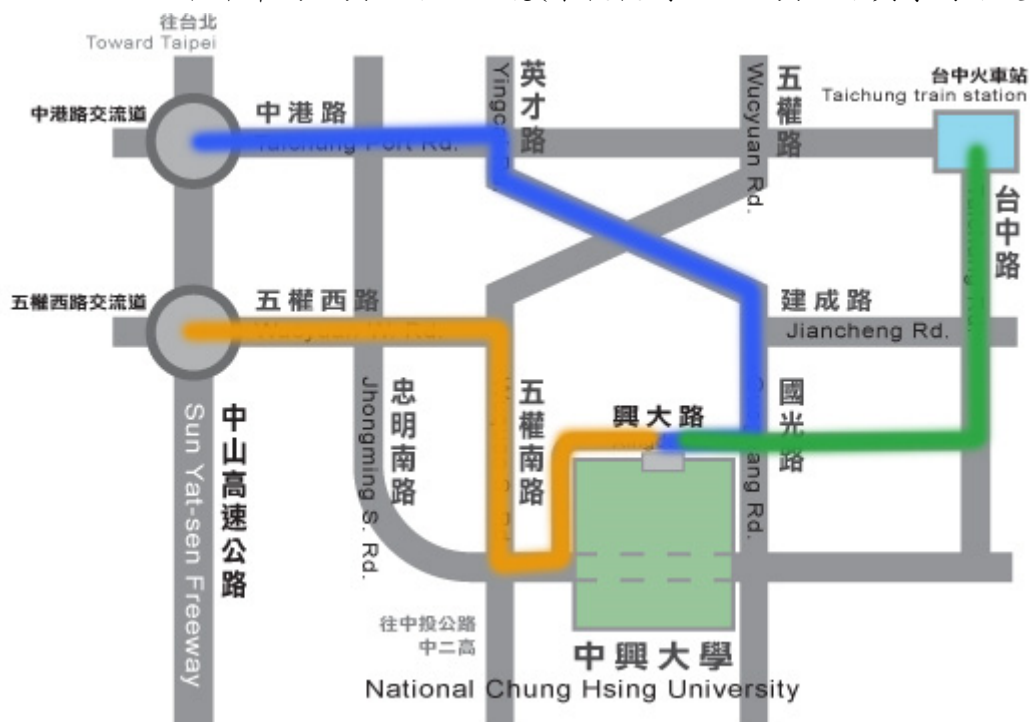 往台北
Toward Taipei
中港路交流道
中港路
Taichung Port Rd.
英才路
五權路
Wucyuan Rd.
台中火車站
Taichung train station
台中路
五權西路交流道
五權西路
建成路
Jiancheng Rd.
中山高速公路
Sun Yat-sen Freeway
忠明南路
Jhongming S. Rd.
五權南路
興大路
國光路
往中投公路
中二高
中興大學
National Chung Hsing University